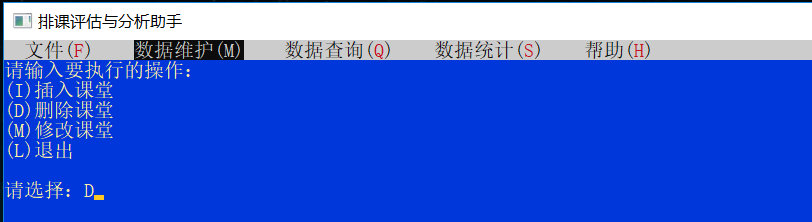 排课评估与分析助手
文件(F) 数据维护(M) 数据查询(Q) 数据统计(S) 帮助(H)
请输入要执行的操作:
(I)插入课堂
(D)删除课堂
(M)修改课堂
(L)退出
请选择: D